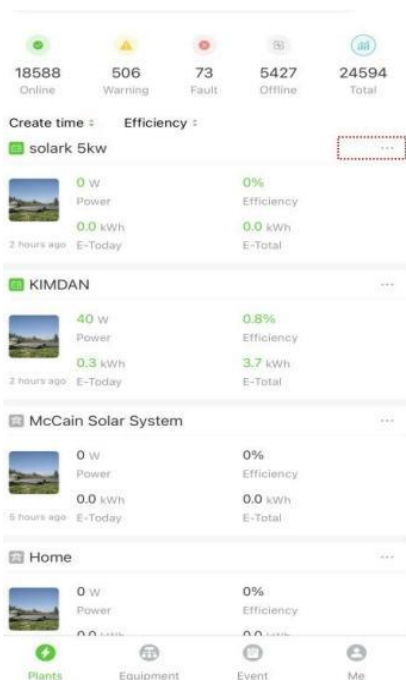 18588 506 73 5427 24594
Online Warning Fault Offline Total
Create time Efficiency
solark 5kw ...
0 W 0%
Power Efficiency
0.0 kWh 0.0 kWh
2 hours ago E-Today E-Total
KIMDAN ...
40 W 0.8%
Power Efficiency
0.3 kWh 3.7 kWh
2 hours ago E-Today E-Total
McCain Solar System ...
0 W 0%
Power Efficiency
0.0 kWh 0.0 kWh
5 hours ago E-Today E-Total
Home ...
0 W 0%
Power Efficiency
Plants Equipment Event Me